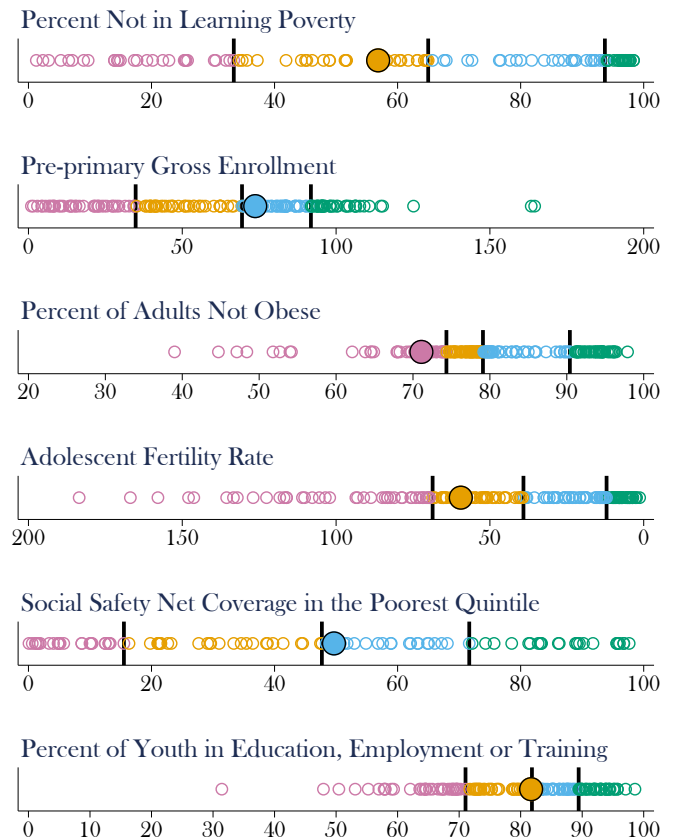 Percent Not in Learning Poverty
0 20 40 60 80 100
Pre-primary Gross Enrollment
0 50 100 150 200
Percent of Adults Not Obese
20 30 40 50 60 70 80 90 100
Adolescent Fertility Rate
200 150 100 50 0
Social Safety Net Coverage in the Poorest Quintile
0 20 40 60 80 100
Percent of Youth in Education, Employment or Training
0 10 20 30 40 50 60 70 80 90 100